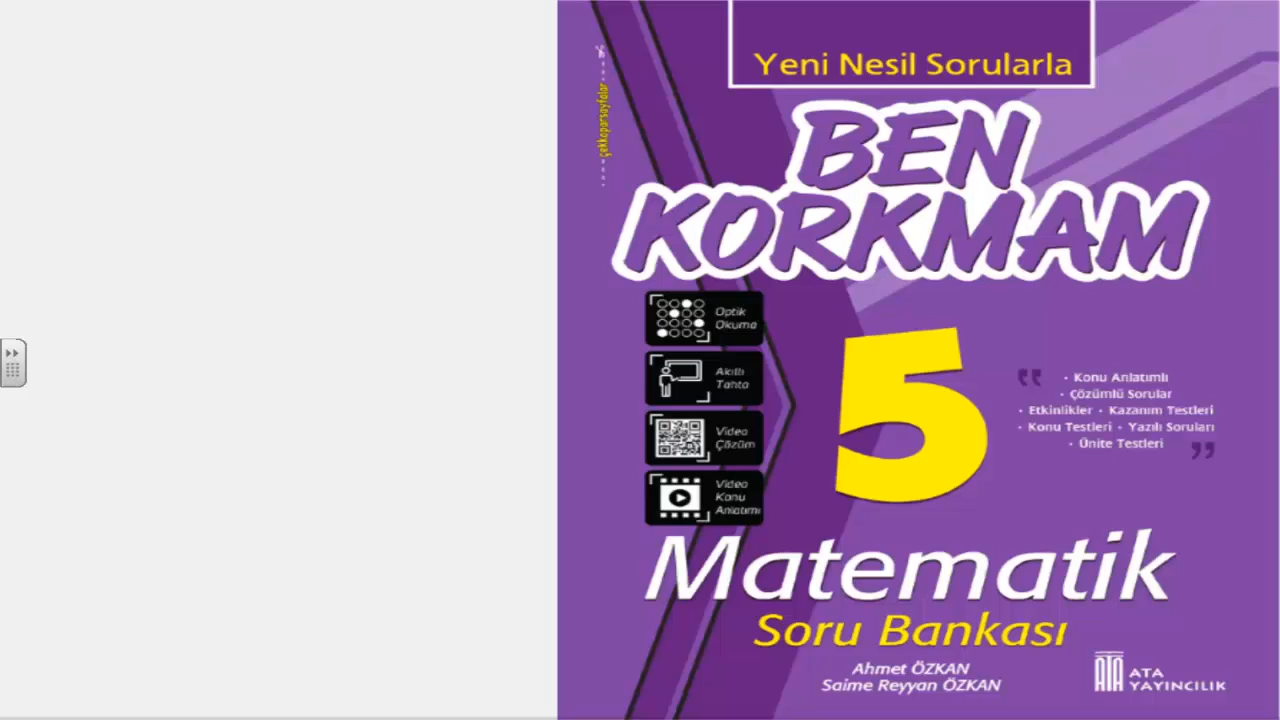 çekkoparsayfalar
Yeni Nesil Sorularla
BEN
KORKMAM
Optik
Okuma
Akıllı
Tahta
Video
Çözüm
Video
Konu
Anlatımı
5
• Konu Anlatımlı
• Çözümlü Sorular
• Etkinlikler • Kazanım Testleri
• Konu Testleri • Yazılı Soruları
• Ünite Testleri
Matematik
Soru Bankası
Ahmet ÖZKAN
Saime Reyyan ÖZKAN
ATA
ATA
YAYINCILIK